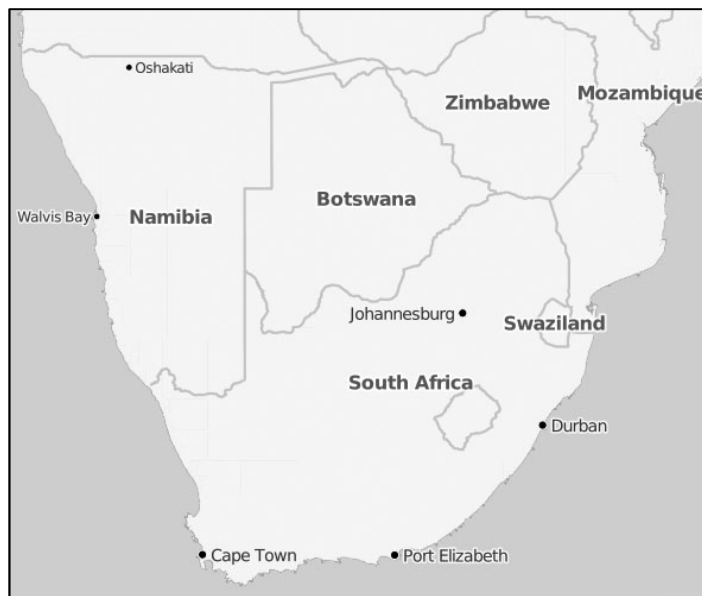 Oshakati
Zimbabwe
Mozambique
Walvis Bay
Namibia
Botswana
Johannesburg
Swaziland
South Africa
Durban
Cape Town
Port Elizabeth